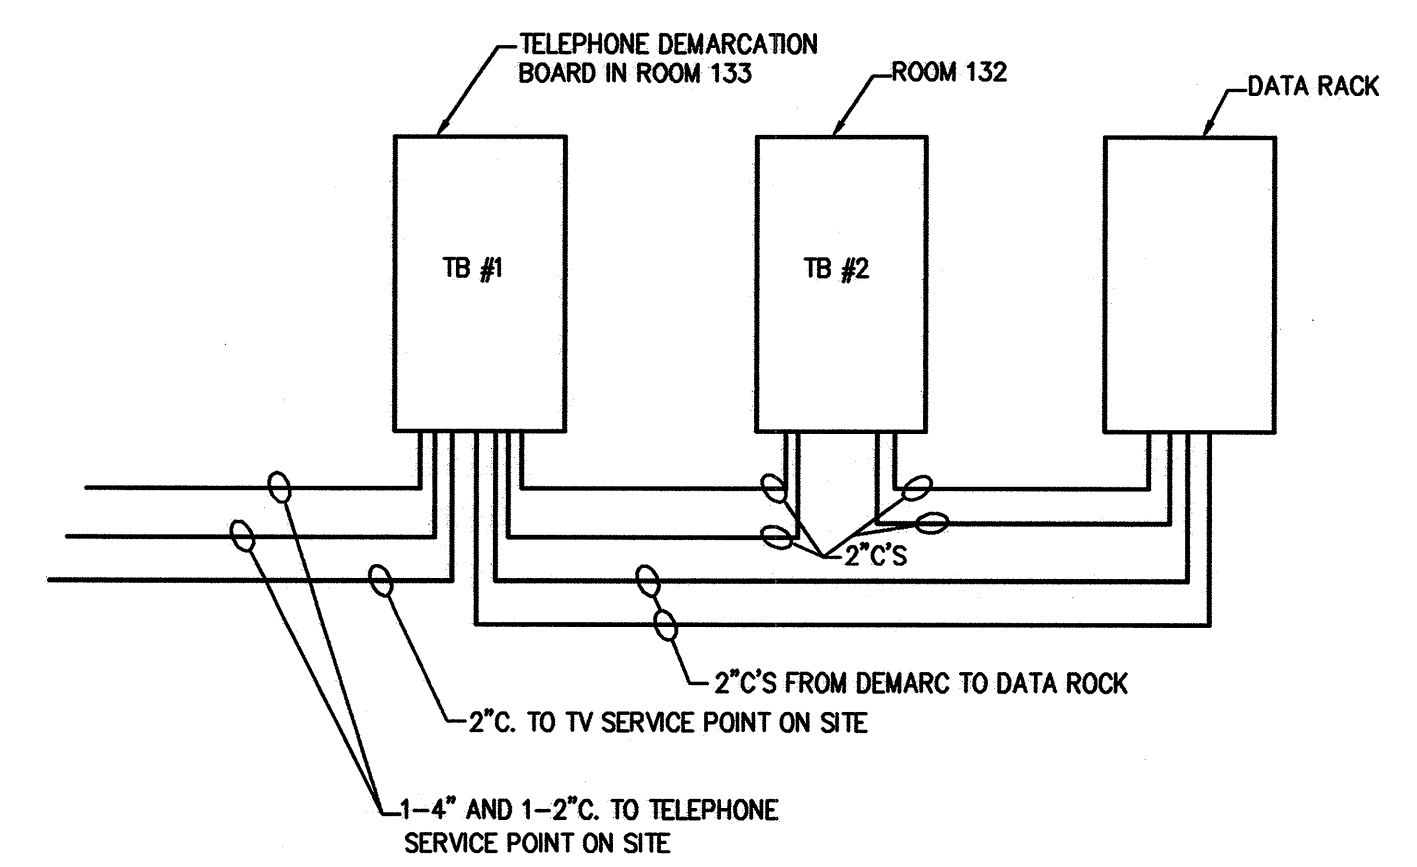 TELEPHONE DEMARCATION
BOARD IN ROOM 133
ROOM 132
DATA RACK
TB #1
TB #2
2"C'S
2"C'S FROM DEMARC TO DATA ROCK
2"C. TO TV SERVICE POINT ON SITE
1-4" AND 1-2"C. TO TELEPHONE
SERVICE POINT ON SITE